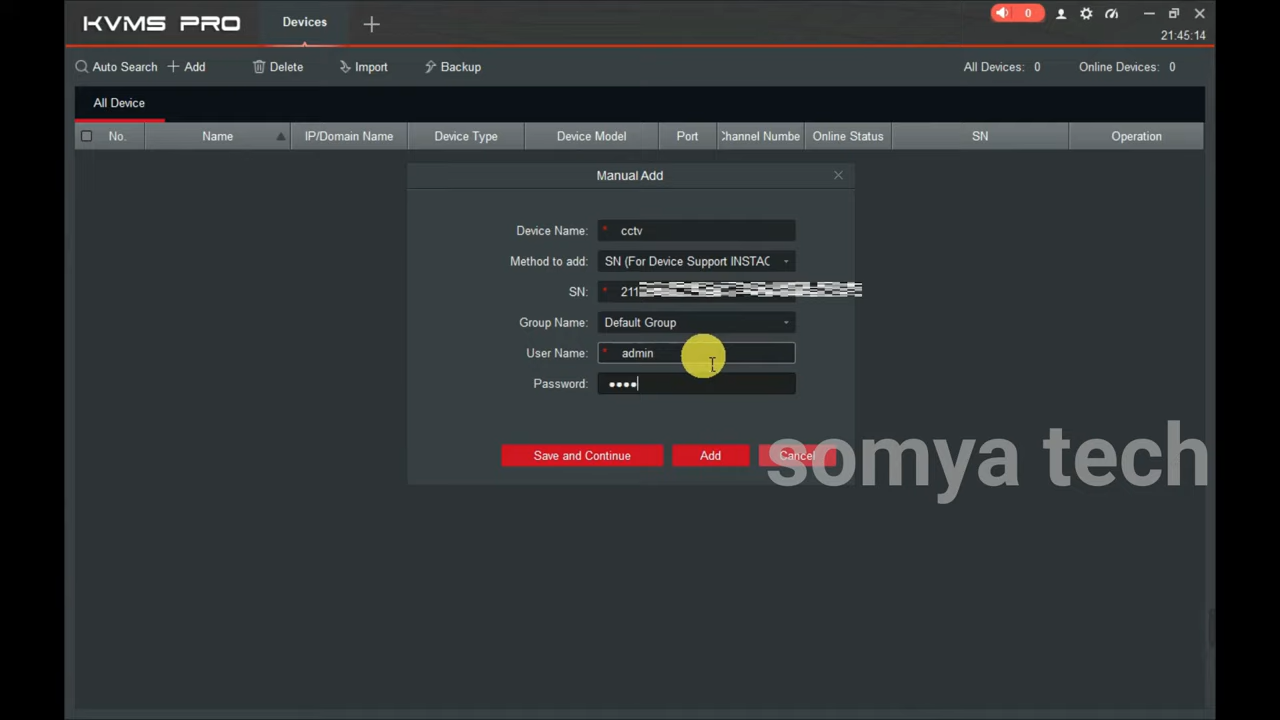 KVMS PRO
Devices
0
21:45:14
Auto Search
Add
Delete
Import
Backup
All Devices: 0
Online Devices: 0
All Device
No.
Name
IP/Domain Name
Device Type
Device Model
Port
Channel Numbe
Online Status
SN
Operation
Manual Add
Device Name: * cctv
Method to add: SN (For Device Support INSTAC
SN: * 211
Group Name: Default Group
User Name: * admin
Password: ••••
Save and Continue
Add
Cancel
somya tech